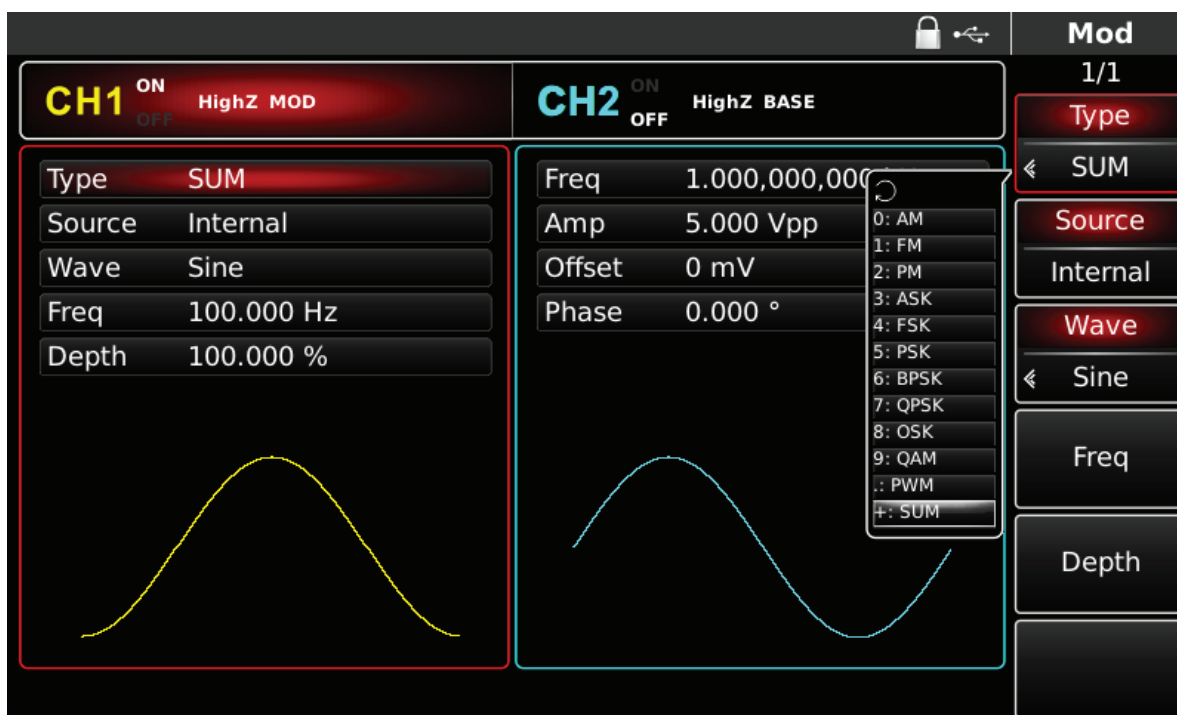 Mod
1/1
CH1 ON OFF HighZ MOD
CH2 ON OFF HighZ BASE
Type SUM
Source Internal
Wave Sine
Freq 100.000 Hz
Depth 100.000 %
Freq 1.000,000,000
Amp 5.000 Vpp
Offset 0 mV
Phase 0.000 °
0: AM
1: FM
2: PM
3: ASK
4: FSK
5: PSK
6: BPSK
7: QPSK
8: OSK
9: QAM
.: PWM
+: SUM
Type
SUM
Source
Internal
Wave
Sine
Freq
Depth